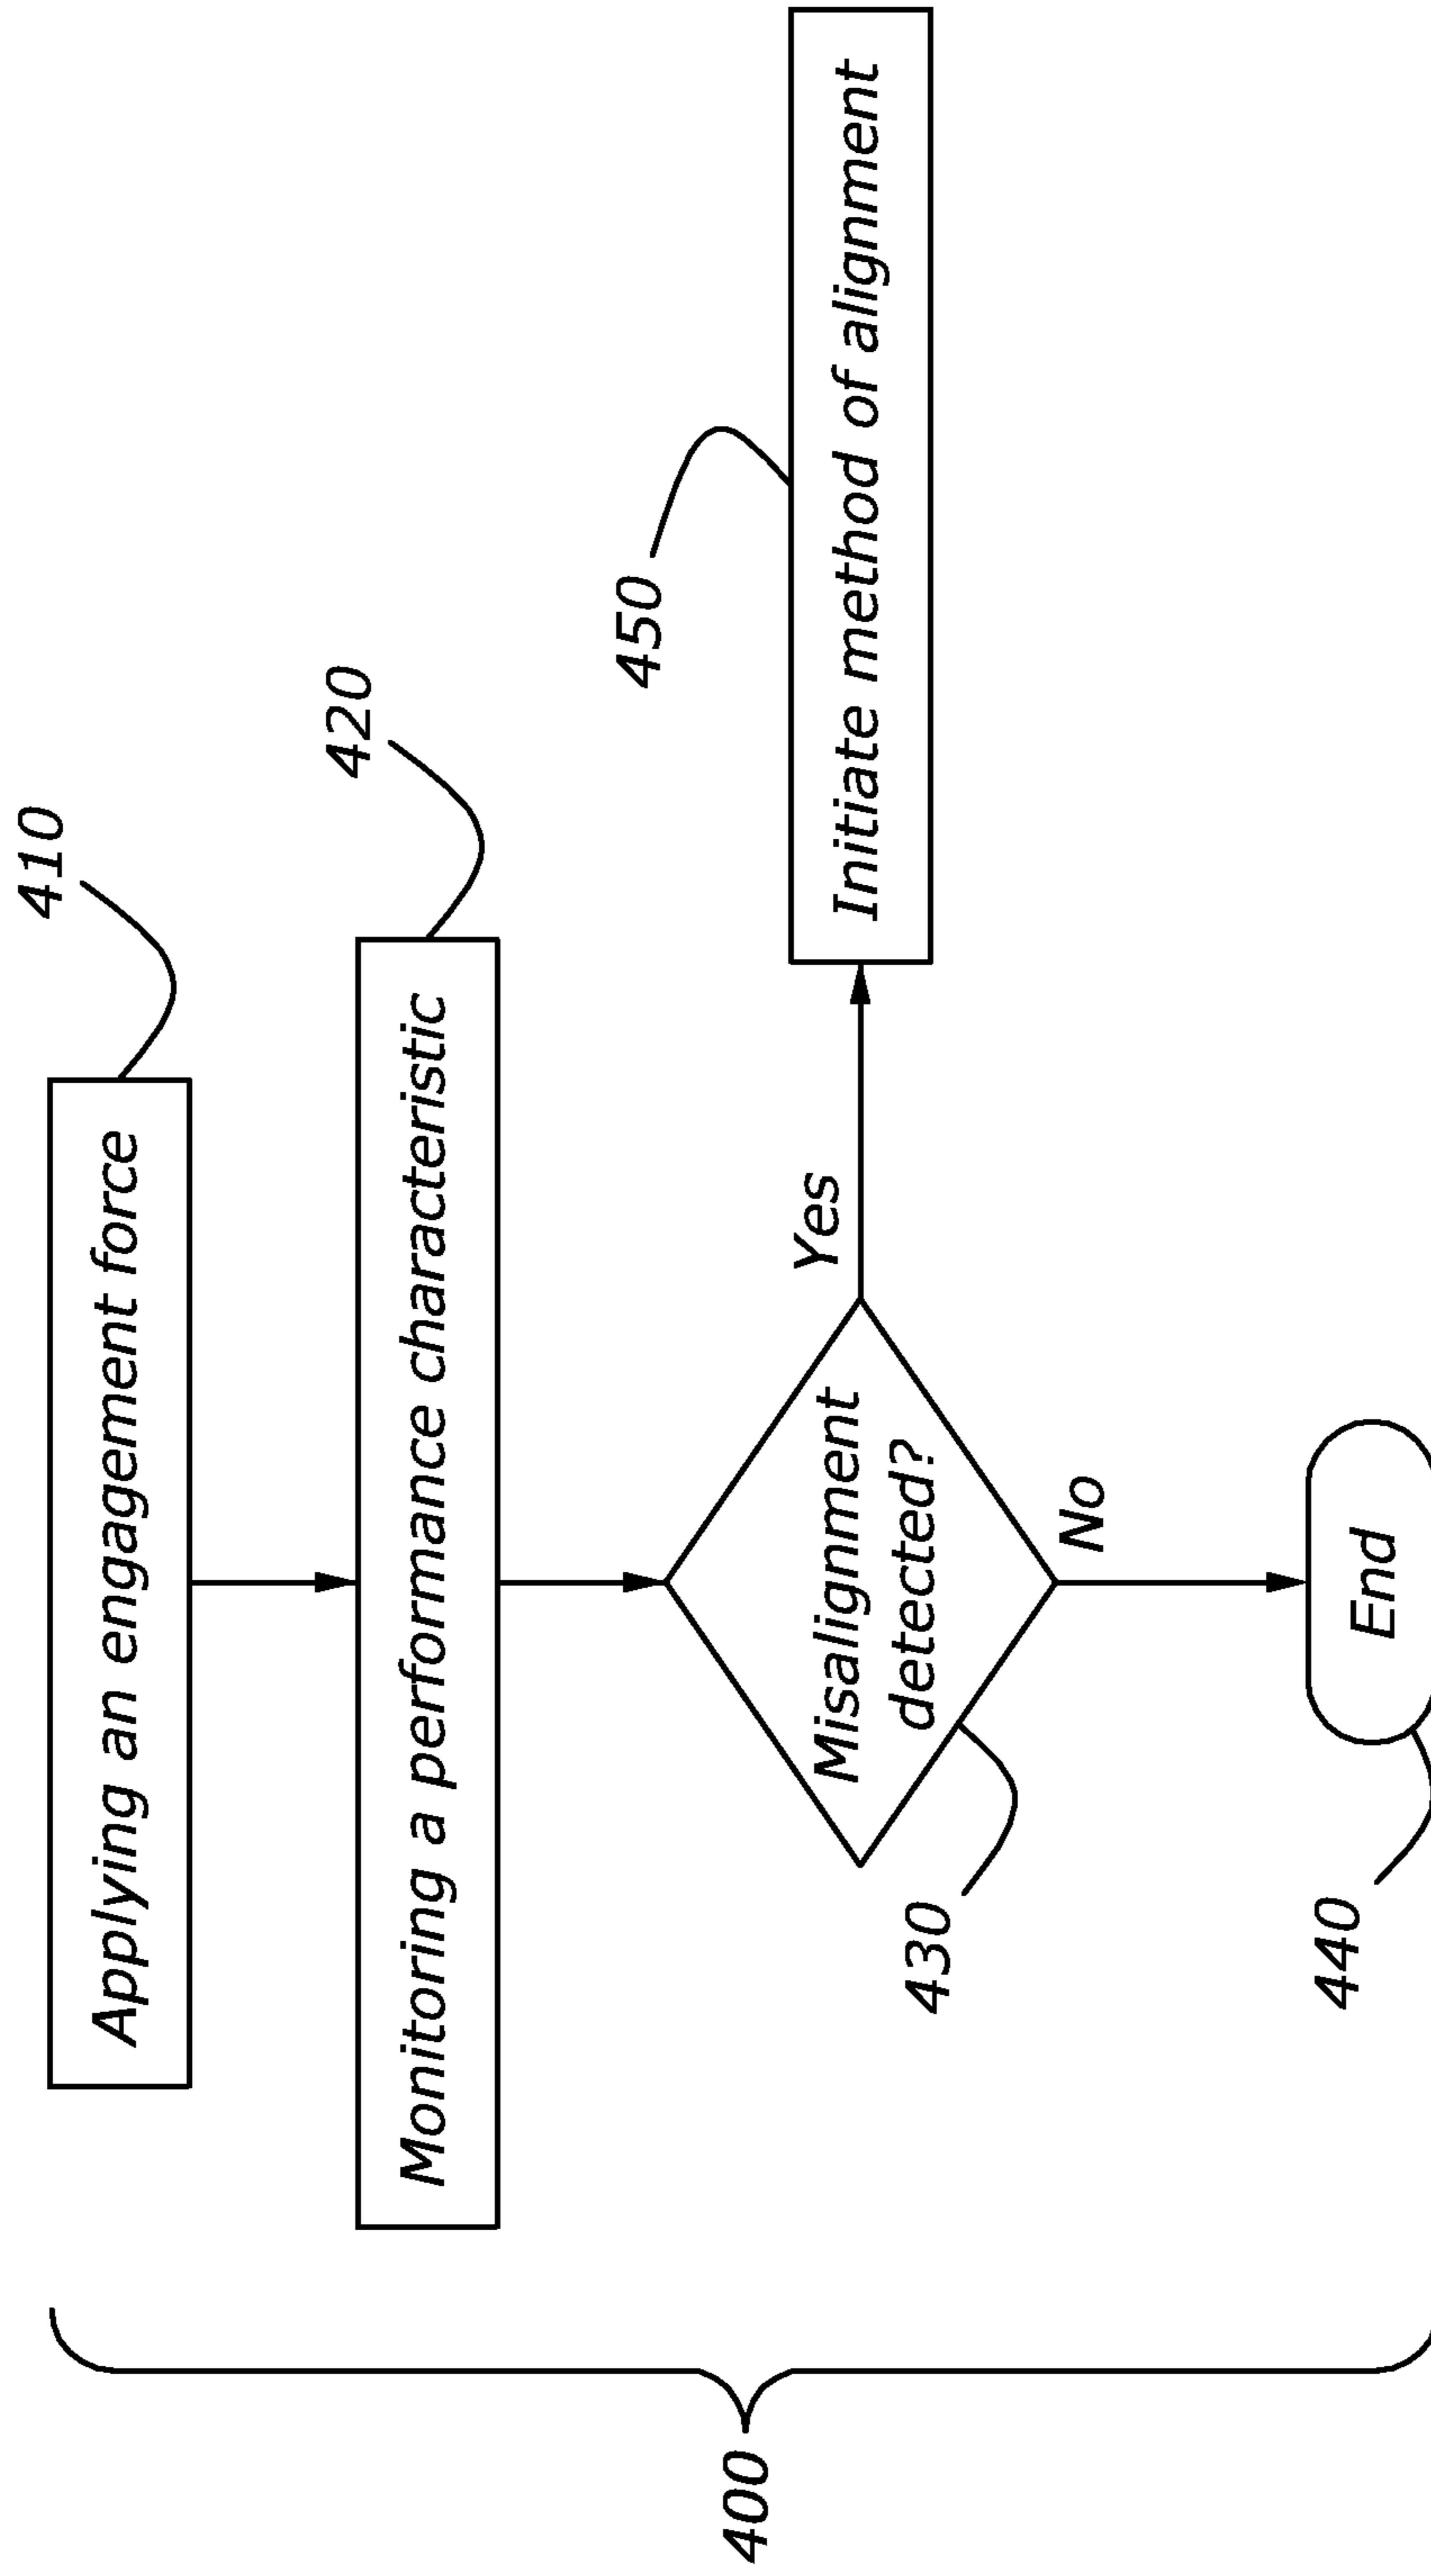 400
Applying an engagement force
410
Monitoring a performance characteristic
420
Misalignment
detected?
430
Yes
Initiate method of alignment
450
No
End
440